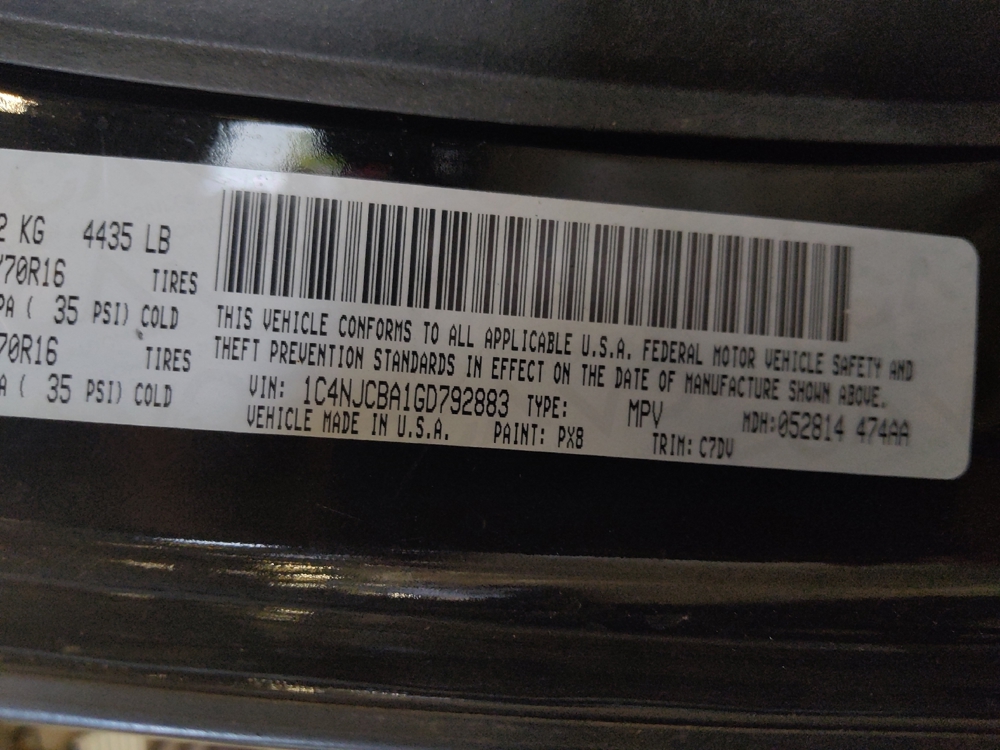 2 KG 4435 LB
70R16 TIRES
PA ( 35 PSI) COLD
70R16 TIRES
A ( 35 PSI) COLD
THIS VEHICLE CONFORMS TO ALL APPLICABLE U.S.A. FEDERAL MOTOR VEHICLE SAFETY AND
THEFT PREVENTION STANDARDS IN EFFECT ON THE DATE OF MANUFACTURE SHOWN ABOVE.
VIN: 1C4NJCBA1GD792883 TYPE: MPV MDH:052814 474AA
VEHICLE MADE IN U.S.A. PAINT: PX8 TRIM: C7DV